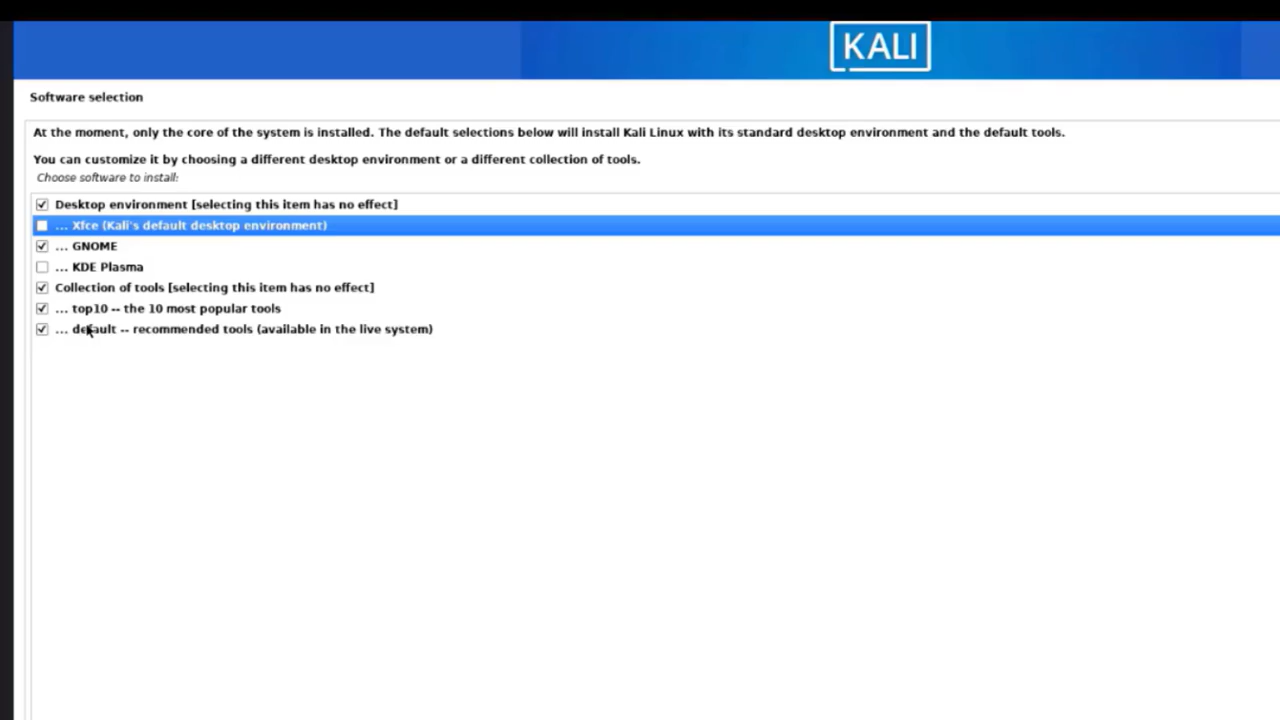 KALI
Software selection
At the moment, only the core of the system is installed. The default selections below will install Kali Linux with its standard desktop environment and the default tools.
You can customize it by choosing a different desktop environment or a different collection of tools.
Choose software to install:
Desktop environment [selecting this item has no effect]
... Xfce (Kali's default desktop environment)
... GNOME
... KDE Plasma
Collection of tools [selecting this item has no effect]
... top10 -- the 10 most popular tools
... default -- recommended tools (available in the live system)